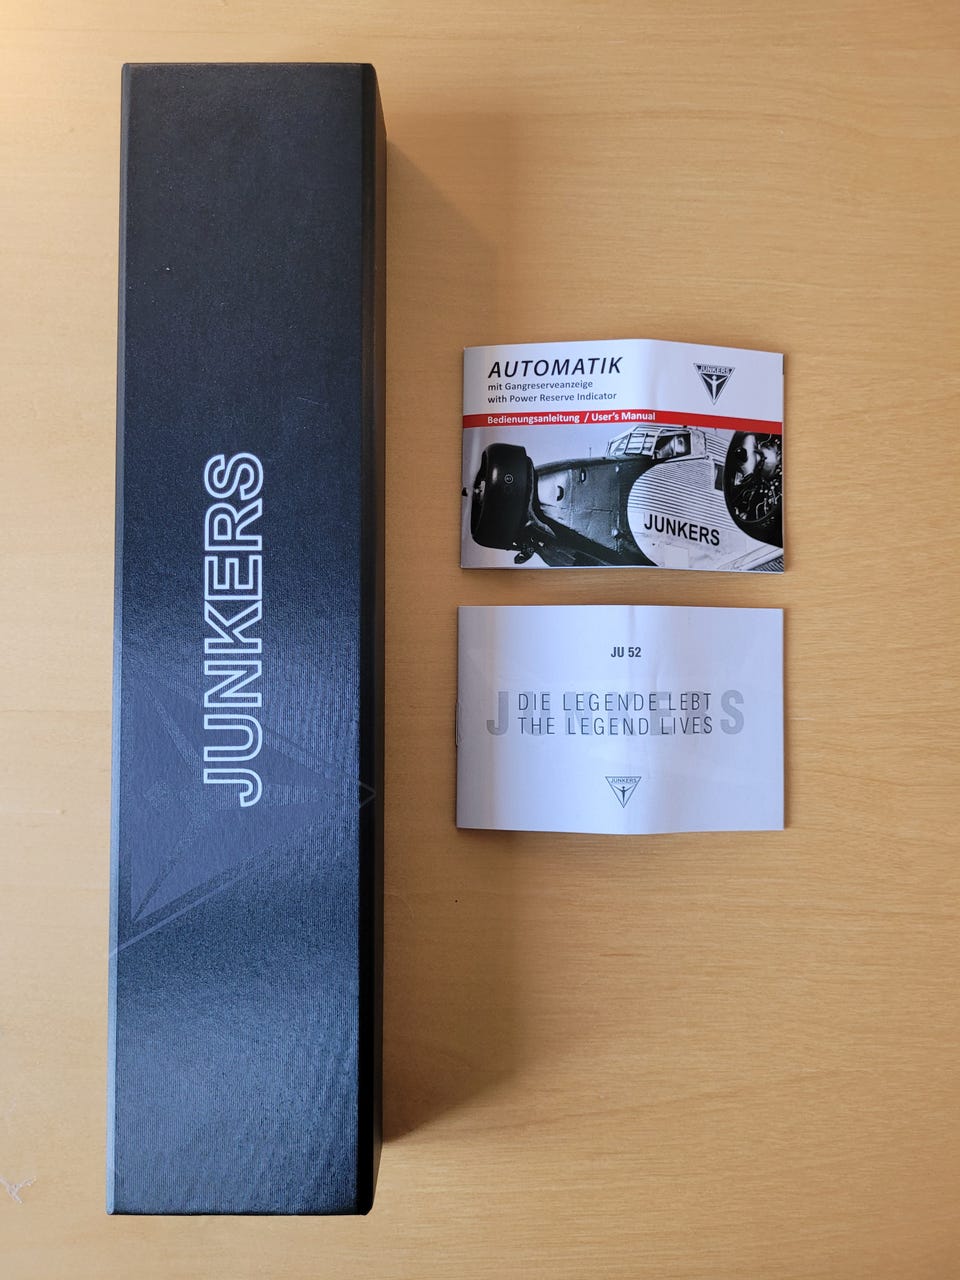 JUNKERS
AUTOMATIK
mit Gangreserveanzeige
with Power Reserve Indicator
JUNKERS
Bedienungsanleitung / User's Manual
JUNKERS
JU 52
JUNKERS
DIE LEGENDE LEBT
THE LEGEND LIVES
JUNKERS